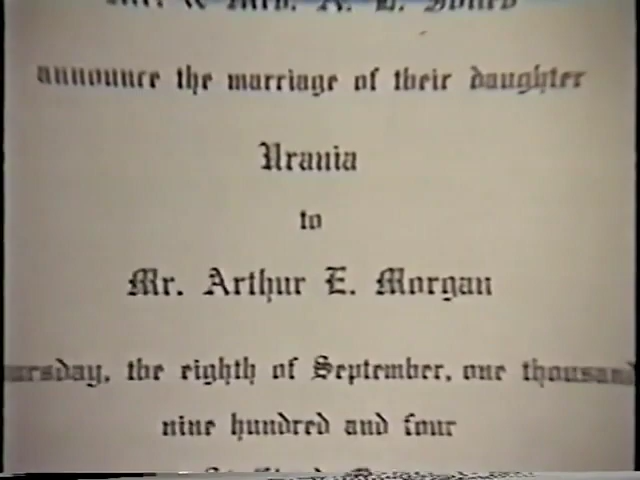 announce the marriage of their daughter
Urania
to
Mr. Arthur E. Morgan
the eighth of September, one thousand
nine hundred and four